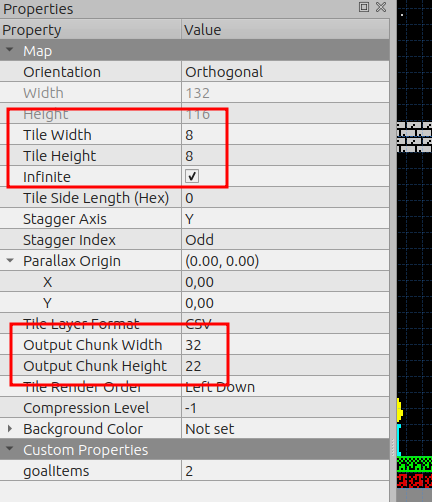 Properties
Property Value
Map
Orientation Orthogonal
Width 132
Height 116
Tile Width 8
Tile Height 8
Infinite
Tile Side Length (Hex) 0
Stagger Axis Y
Stagger Index Odd
Parallax Origin (0.00, 0.00)
X 0,00
Y 0,00
Tile Layer Format CSV
Output Chunk Width 32
Output Chunk Height 22
Tile Render Order Left Down
Compression Level -1
Background Color Not set
Custom Properties
goalItems 2